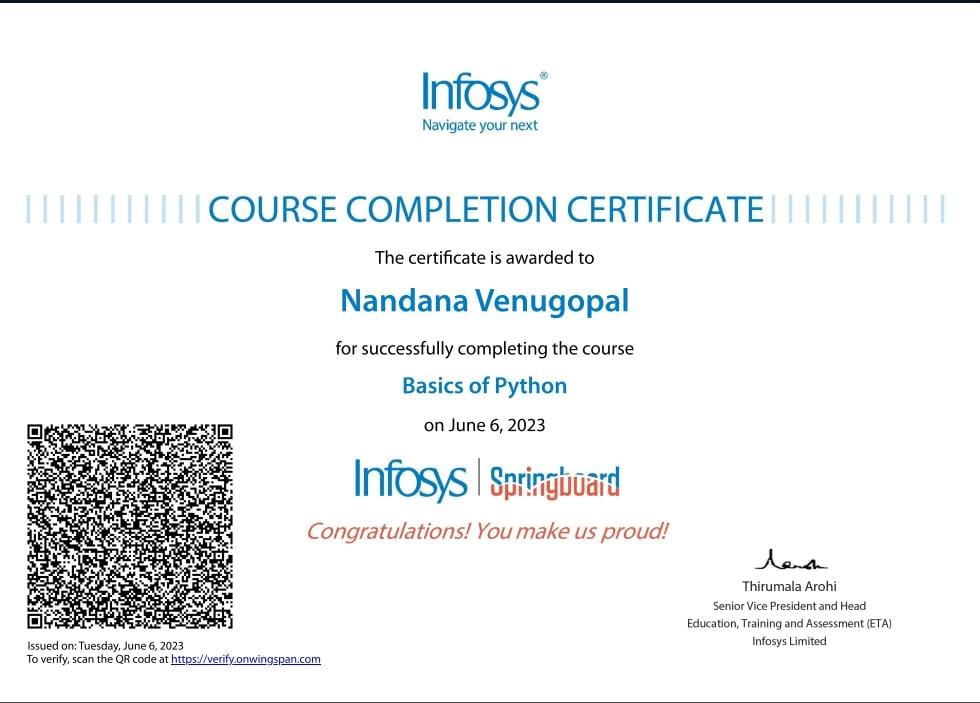 Infosys®
Navigate your next
COURSE COMPLETION CERTIFICATE
The certificate is awarded to
Nandana Venugopal
for successfully completing the course
Basics of Python
on June 6, 2023
Infosys | Springboard
Congratulations! You make us proud!
Thirumala Arohi
Senior Vice President and Head
Education, Training and Assessment (ETA)
Infosys Limited
Issued on: Tuesday, June 6, 2023
To verify, scan the QR code at https://verify.onwingspan.com